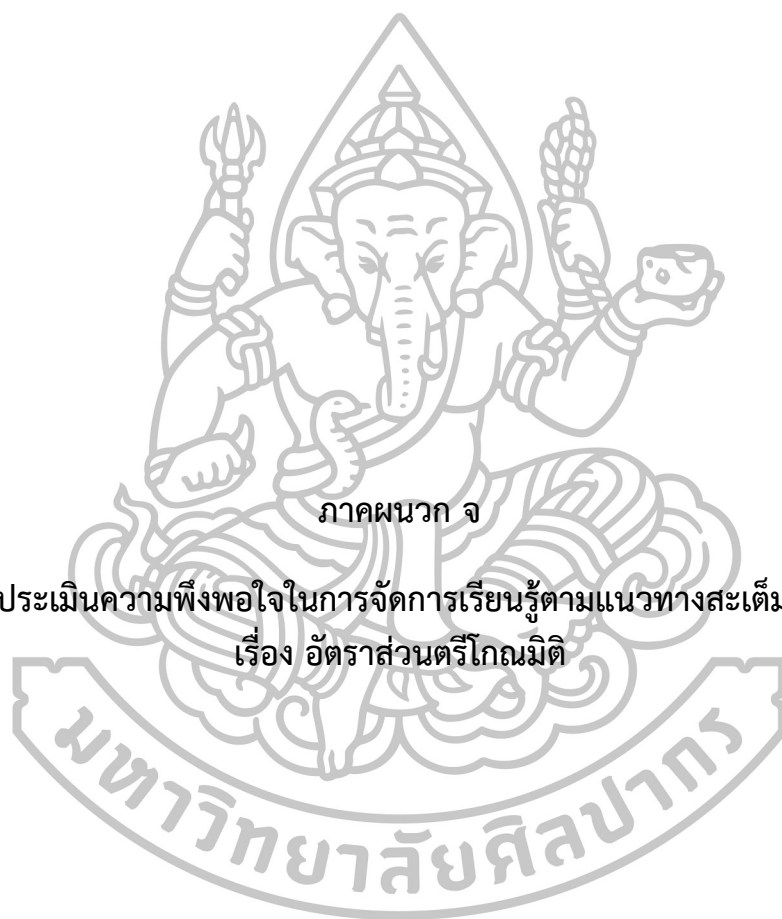 ภาคผนวก จ
ประเมินความพึงพอใจในการจัดการเรียนรู้ตามแนวทางสะเต็ม
เรื่อง อัตราส่วนตรีโกณมิติ
มหาวิทยาลัยศิลปากร